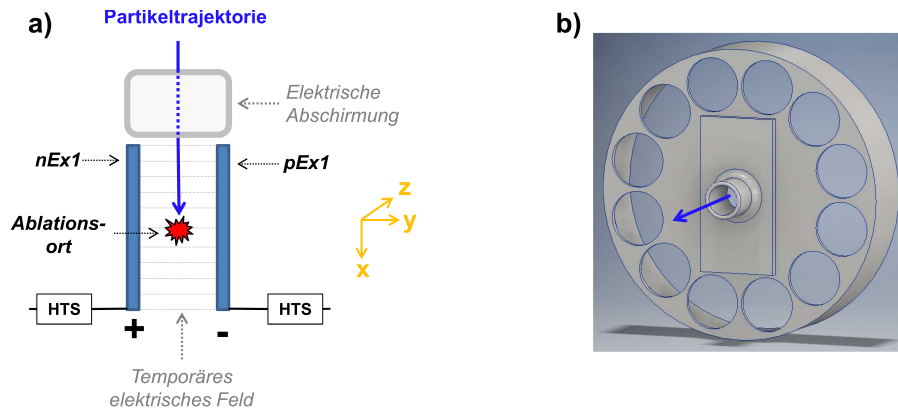 Partikeltrajektorie
a)
b)
Elektrische
Abschirmung
nEx1
pEx1
Ablations-
ort
z
y
x
HTS
HTS
+
-
Temporäres
elektrisches Feld